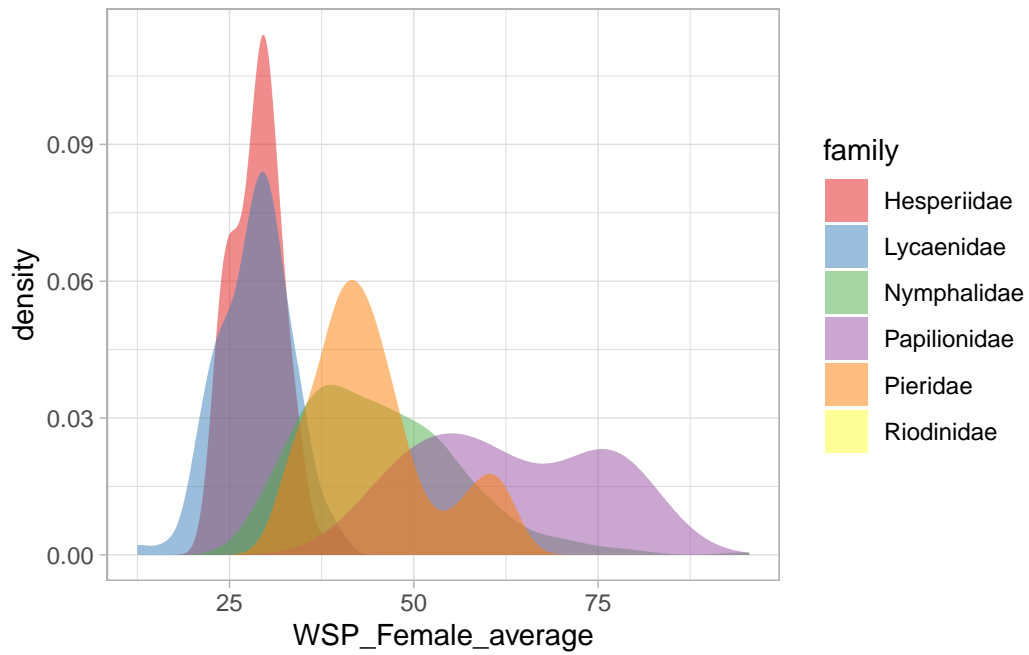 0.09
0.06
0.03
0.00
density
25 50 75
WSP_Female_average
family
Hesperiidae
Lycaenidae
Nymphalidae
Papilionidae
Pieridae
Riodinidae